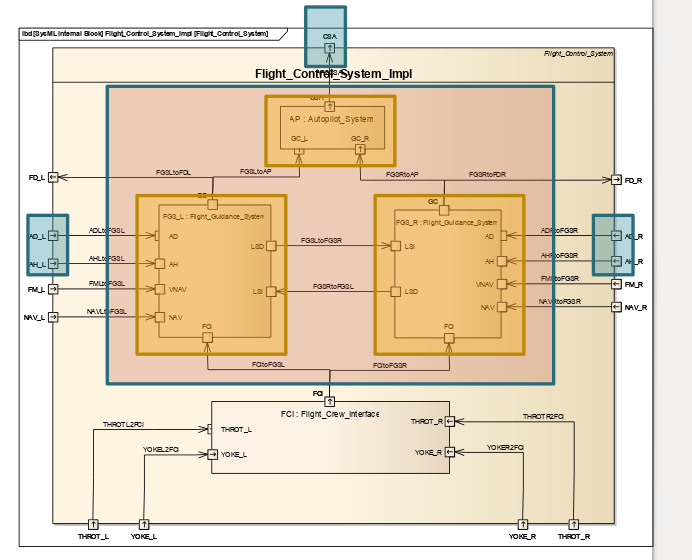 ibd [SysML Internal Block] Flight_Control_System_Impl [Flight_Control_System]
CSA
Flight_Control_System
Flight_Control_System_Impl
AP : Autopilot_System
GC_L
GC_R
FD_L
FGSLtoFDL
FGSLtoAP
FGSRtoAP
FGSRtoFDR
FD_R
GC
FGS_L : Flight_Guidance_System
FGS_R : Flight_Guidance_System
AD_L
ADLtoFGSL
AD
LSD
FGSLtoFGSR
LSI
AD
ADRtoFGSR
AD_R
AH_L
AHLtoFGSL
AH
AH
AHRtoFGSR
AH_R
FM_L
FMLtoFGSL
VNAV
LSI
FGSRtoFGSL
LSD
VNAV
FMRtoFGSR
FM_R
NAV_L
NAVLtoFGSL
NAV
NAV
NAVRtoFGSR
NAV_R
FCI
FCI
FCItoFGSL
FCItoFGSR
FCI
FCI : Flight_Crew_Interface
THROTL2FCI
THROT_L
THROT_R
THROTR2FCI
YOKEL2FCI
YOKE_L
YOKE_R
YOKER2FCI
THROT_L
YOKE_L
YOKE_R
THROT_R